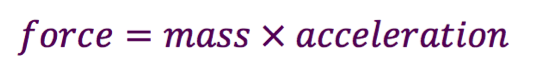 force = mass × acceleration